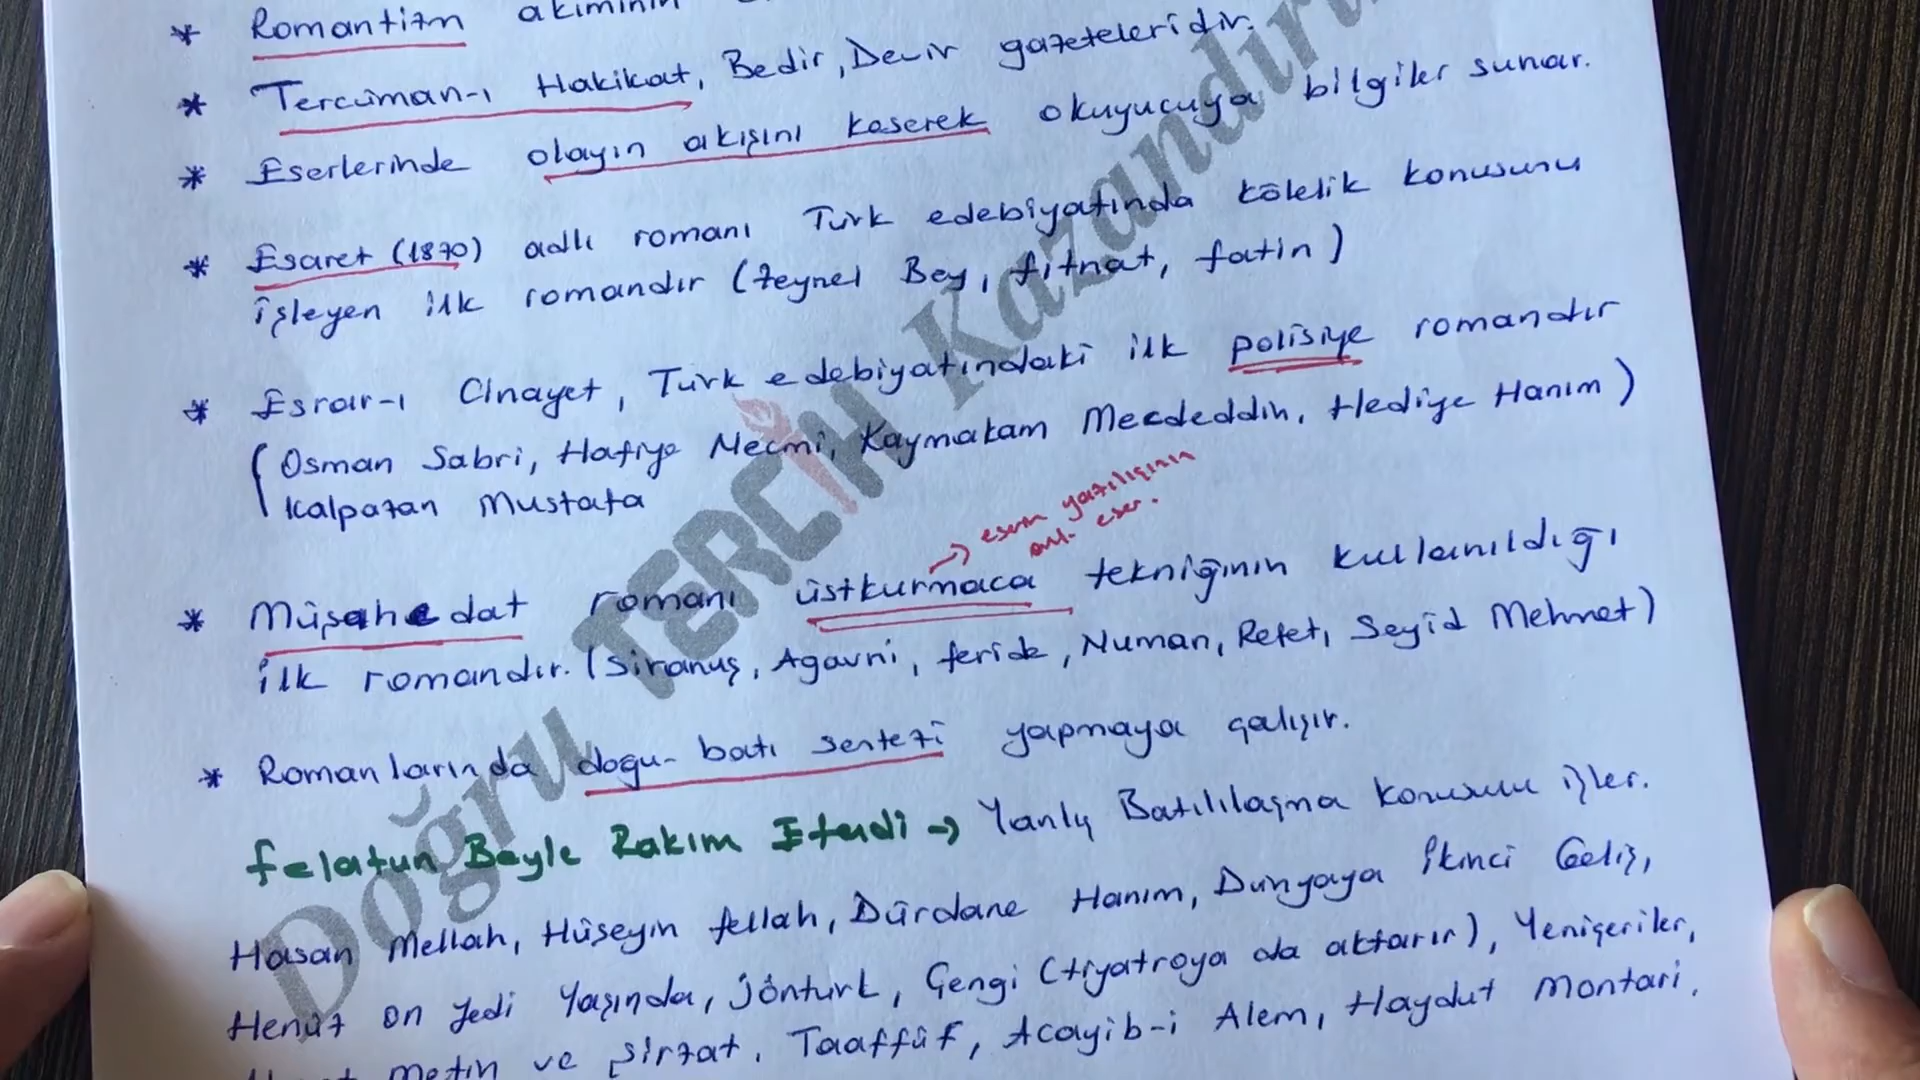 * Romantizm akımının
* Tercüman-ı Hakikat, Bedir, Devir gazeteleridir.
* Eserlerinde olayın akışını keserek okuyucuya bilgiler sunar.
* Esaret (1870) adlı romanı Türk edebiyatında kölelik konusunu
işleyen ilk romandır (Zeynel Bey, Fitnat, Fatin)
* Esrar-ı Cinayet, Türk edebiyatındaki ilk polisiye romandır
(Osman Sabri, Hafiye Necmi, Kaymakam Mecdeddin, Hediye Hanım)
Kalpazan Mustafa
→ eserin yazılışının
anl. eser.
* Müşahedat romanı üstkurmaca tekniğinin kullanıldığı
ilk romandır. (Siranuş, Agavni, Feride, Numan, Refet, Seyid Mehmet)
* Romanlarında doğu-batı sentezi yapmaya çalışır.
Felatun Beyle Rakım Efendi → Yanlış Batılılaşma konusunu işler.
Hasan Mellah, Hüseyin Fellah, Dürdane Hanım, Dünyaya İkinci Geliş,
Henüz On Yedi Yaşında, Jöntürk, Çengi (tiyatroya da aktarır), Yeniçeriler,
Metin ve Şirzat, Taaffüf, Acayib-i Alem, Haydut Montari,
Doğru TERCİH Kazandırır